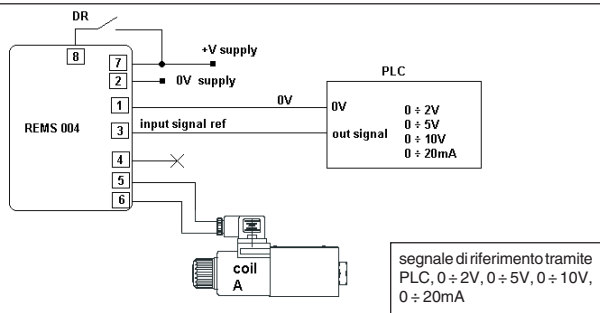 DR
8
7
+V supply
2
0V supply
PLC
1
0V
0V
0 ÷ 2V
0 ÷ 5V
0 ÷ 10V
0 ÷ 20mA
REMS 004
3
input signal ref
out signal
4
5
6
coil
A
segnale di riferimento tramite
PLC, 0 ÷ 2V, 0 ÷ 5V, 0 ÷ 10V,
0 ÷ 20mA